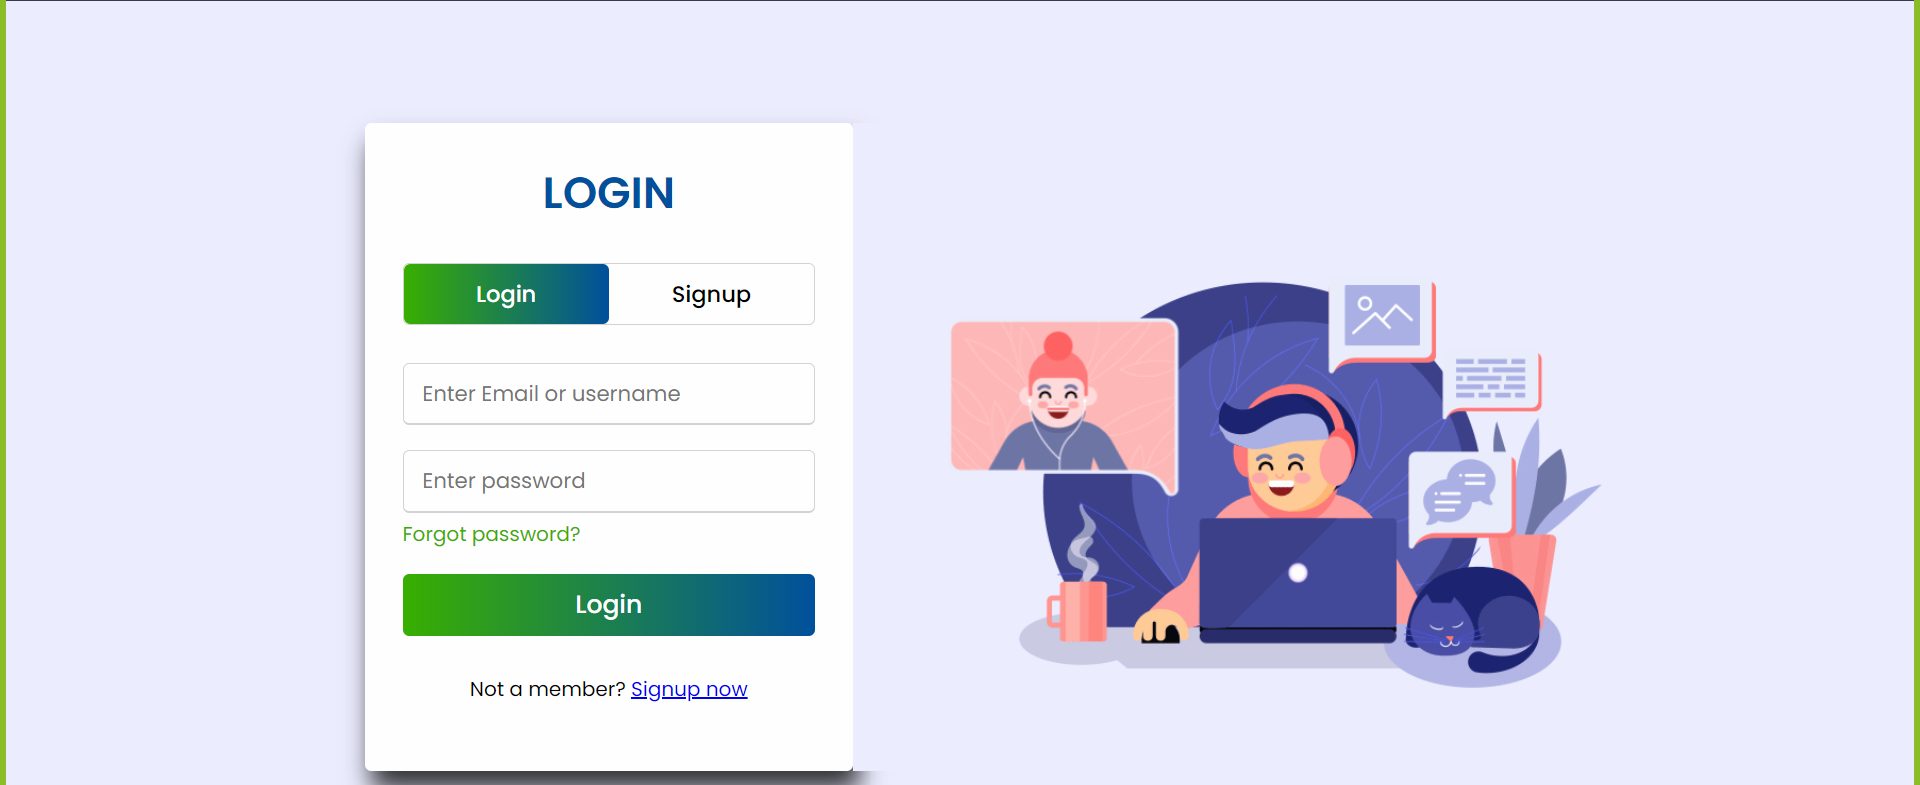 LOGIN
Login Signup
Enter Email or username
Enter password
Forgot password?
Login
Not a member? Signup now